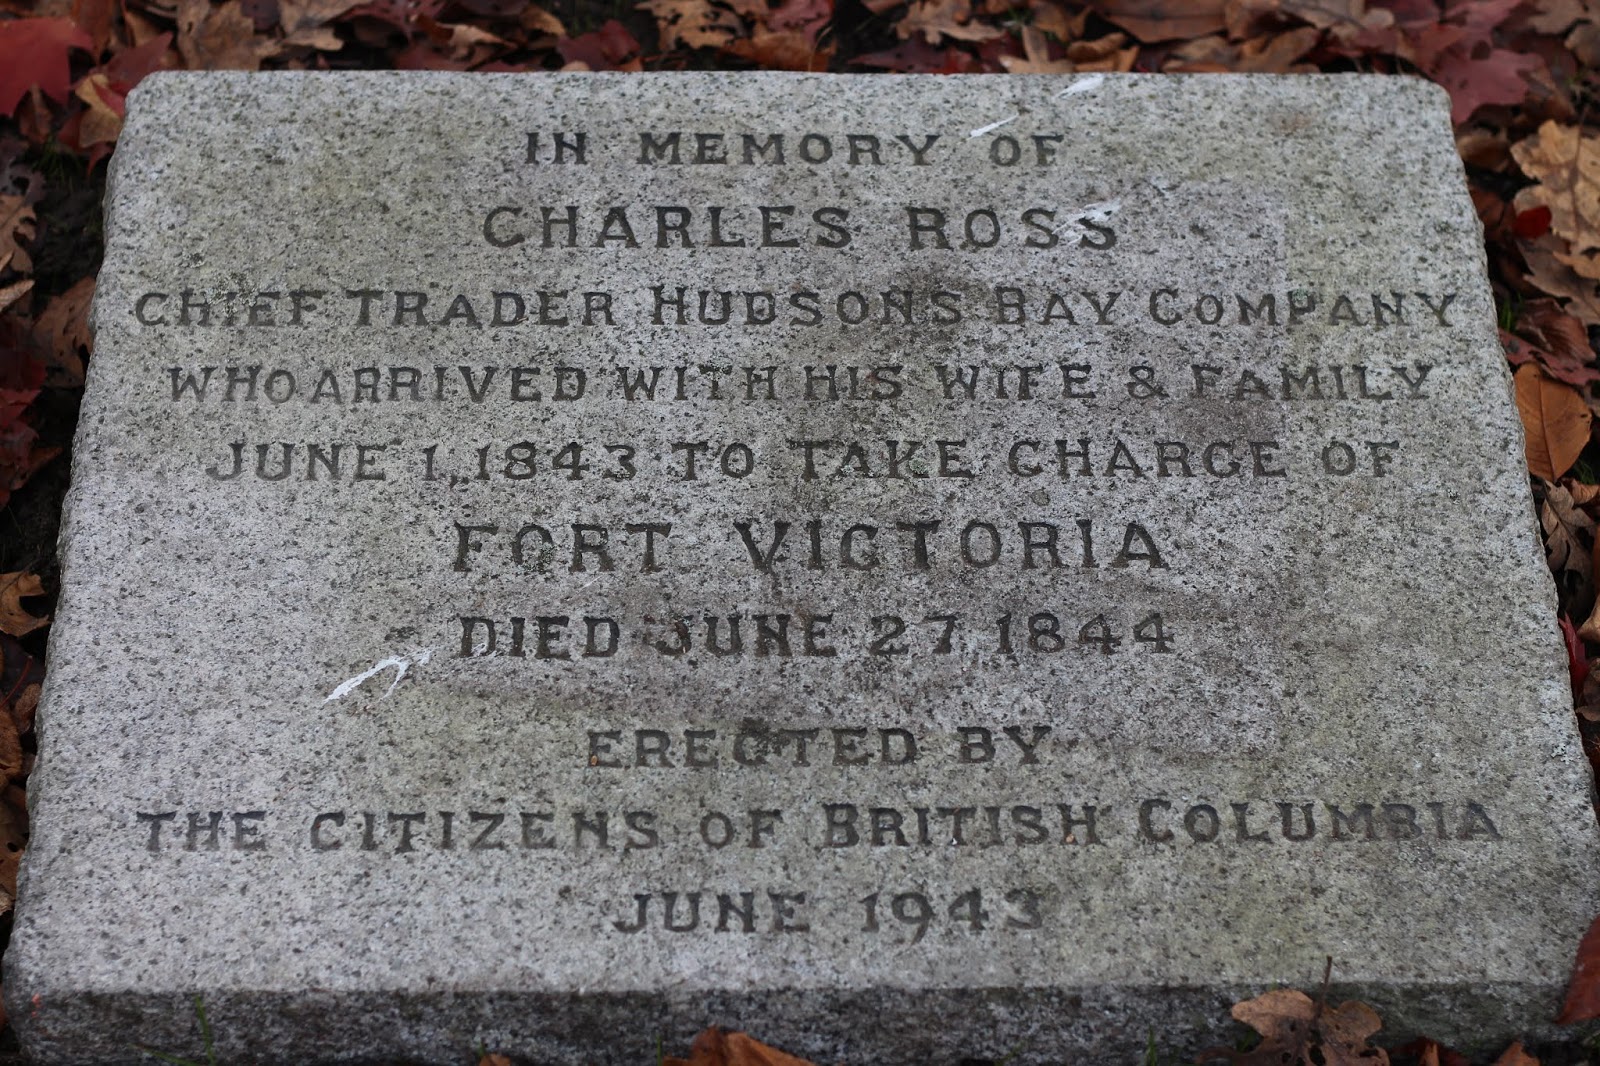 IN MEMORY OF
CHARLES ROSS
CHIEF TRADER HUDSONS BAY COMPANY
WHO ARRIVED WITH HIS WIFE & FAMILY
JUNE 1, 1843 TO TAKE CHARGE OF
FORT VICTORIA
DIED JUNE 27 1844
ERECTED BY
THE CITIZENS OF BRITISH COLUMBIA
JUNE 1943